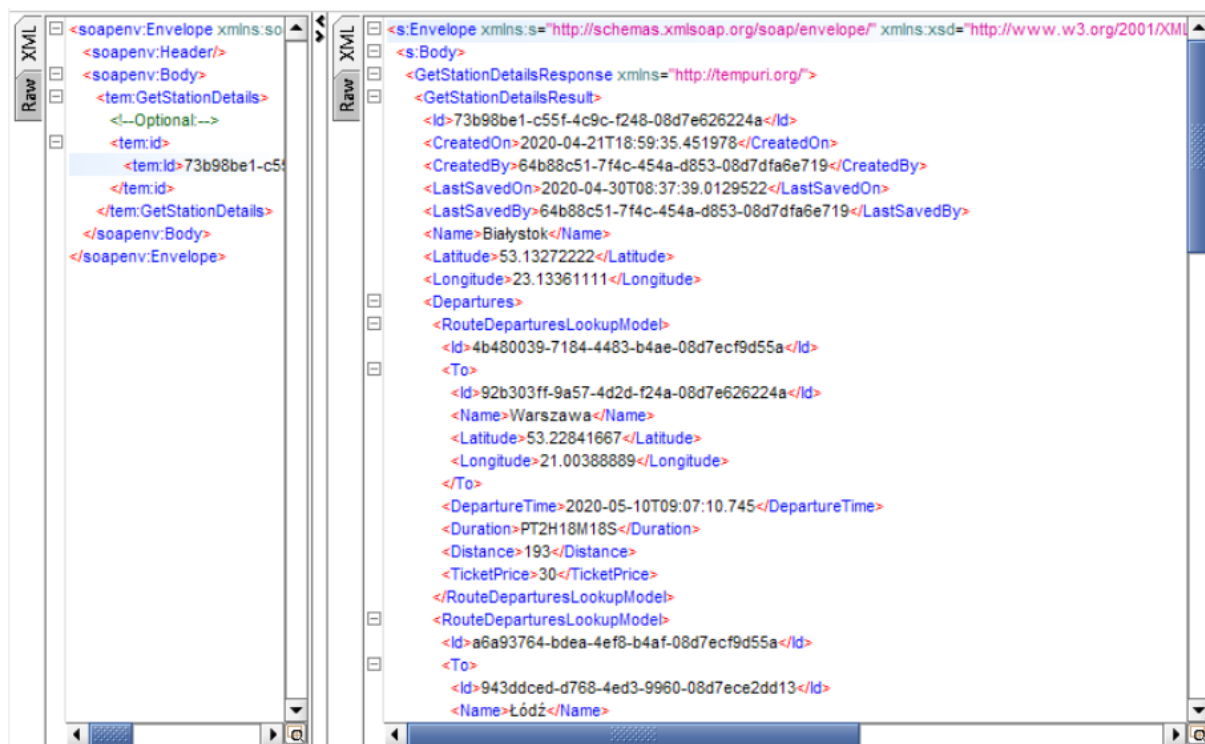 XML
Raw
<soapenv:Envelope xmlns:so
<soapenv:Header/>
<soapenv:Body>
<tem:GetStationDetails>
<!--Optional:-->
<tem:id>
<tem:Id>73b98be1-c55
</tem:id>
</tem:GetStationDetails>
</soapenv:Body>
</soapenv:Envelope>
XML
Raw
<s:Envelope xmlns:s="http://schemas.xmlsoap.org/soap/envelope/" xmlns:xsd="http://www.w3.org/2001/XML
<s:Body>
<GetStationDetailsResponse xmlns="http://tempuri.org/">
<GetStationDetailsResult>
<Id>73b98be1-c55f-4c9c-f248-08d7e626224a</Id>
<CreatedOn>2020-04-21T18:59:35.451978</CreatedOn>
<CreatedBy>64b88c51-7f4c-454a-d853-08d7dfa6e719</CreatedBy>
<LastSavedOn>2020-04-30T08:37:39.0129522</LastSavedOn>
<LastSavedBy>64b88c51-7f4c-454a-d853-08d7dfa6e719</LastSavedBy>
<Name>Białystok</Name>
<Latitude>53.13272222</Latitude>
<Longitude>23.13361111</Longitude>
<Departures>
<RouteDeparturesLookupModel>
<Id>4b480039-7184-4483-b4ae-08d7ecf9d55a</Id>
<To>
<Id>92b303ff-9a57-4d2d-f24a-08d7e626224a</Id>
<Name>Warszawa</Name>
<Latitude>53.22841667</Latitude>
<Longitude>21.00388889</Longitude>
</To>
<DepartureTime>2020-05-10T09:07:10.745</DepartureTime>
<Duration>PT2H18M18S</Duration>
<Distance>193</Distance>
<TicketPrice>30</TicketPrice>
</RouteDeparturesLookupModel>
<RouteDeparturesLookupModel>
<Id>a6a93764-bdea-4ef8-b4af-08d7ecf9d55a</Id>
<To>
<Id>943ddced-d768-4ed3-9960-08d7ece2dd13</Id>
<Name>Łódź</Name>